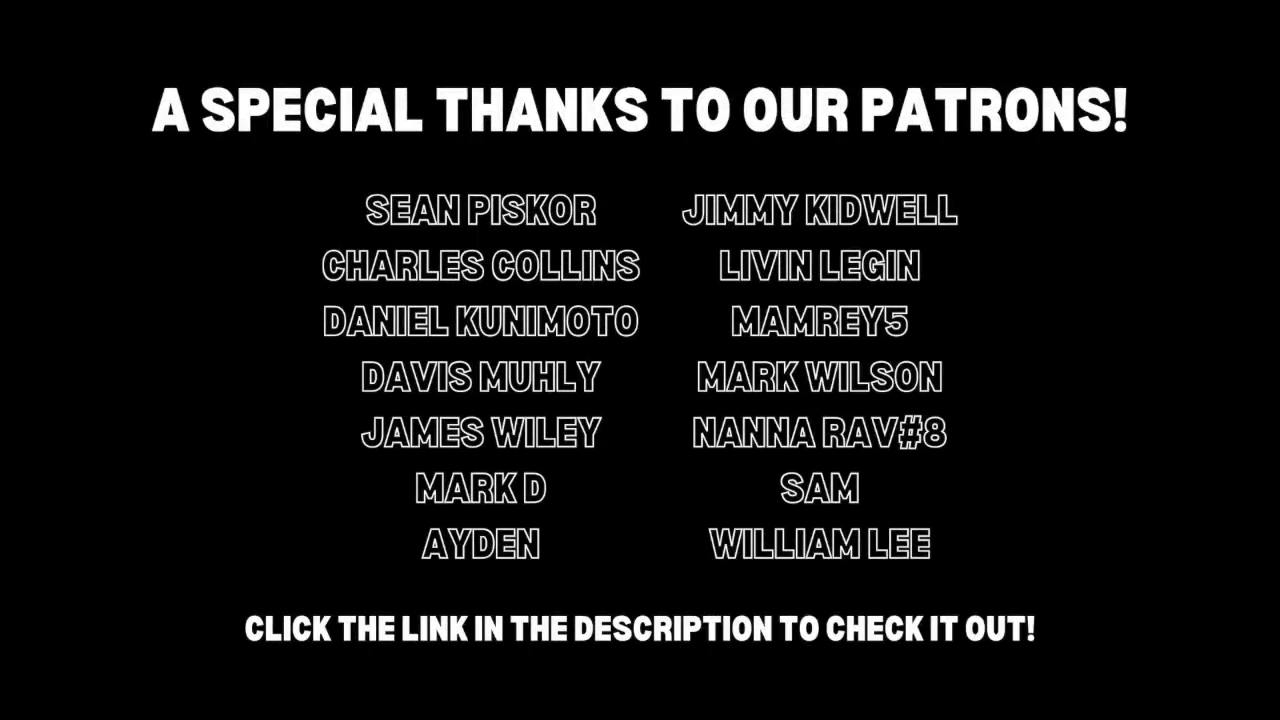 A SPECIAL THANKS TO OUR PATRONS!
SEAN PISKOR
CHARLES COLLINS
DANIEL KUNIMOTO
DAVIS MUHLY
JAMES WILEY
MARK D
AYDEN
JIMMY KIDWELL
LIVIN LEGIN
MAMREY5
MARK WILSON
NANNA RAV#8
SAM
WILLIAM LEE
CLICK THE LINK IN THE DESCRIPTION TO CHECK IT OUT!